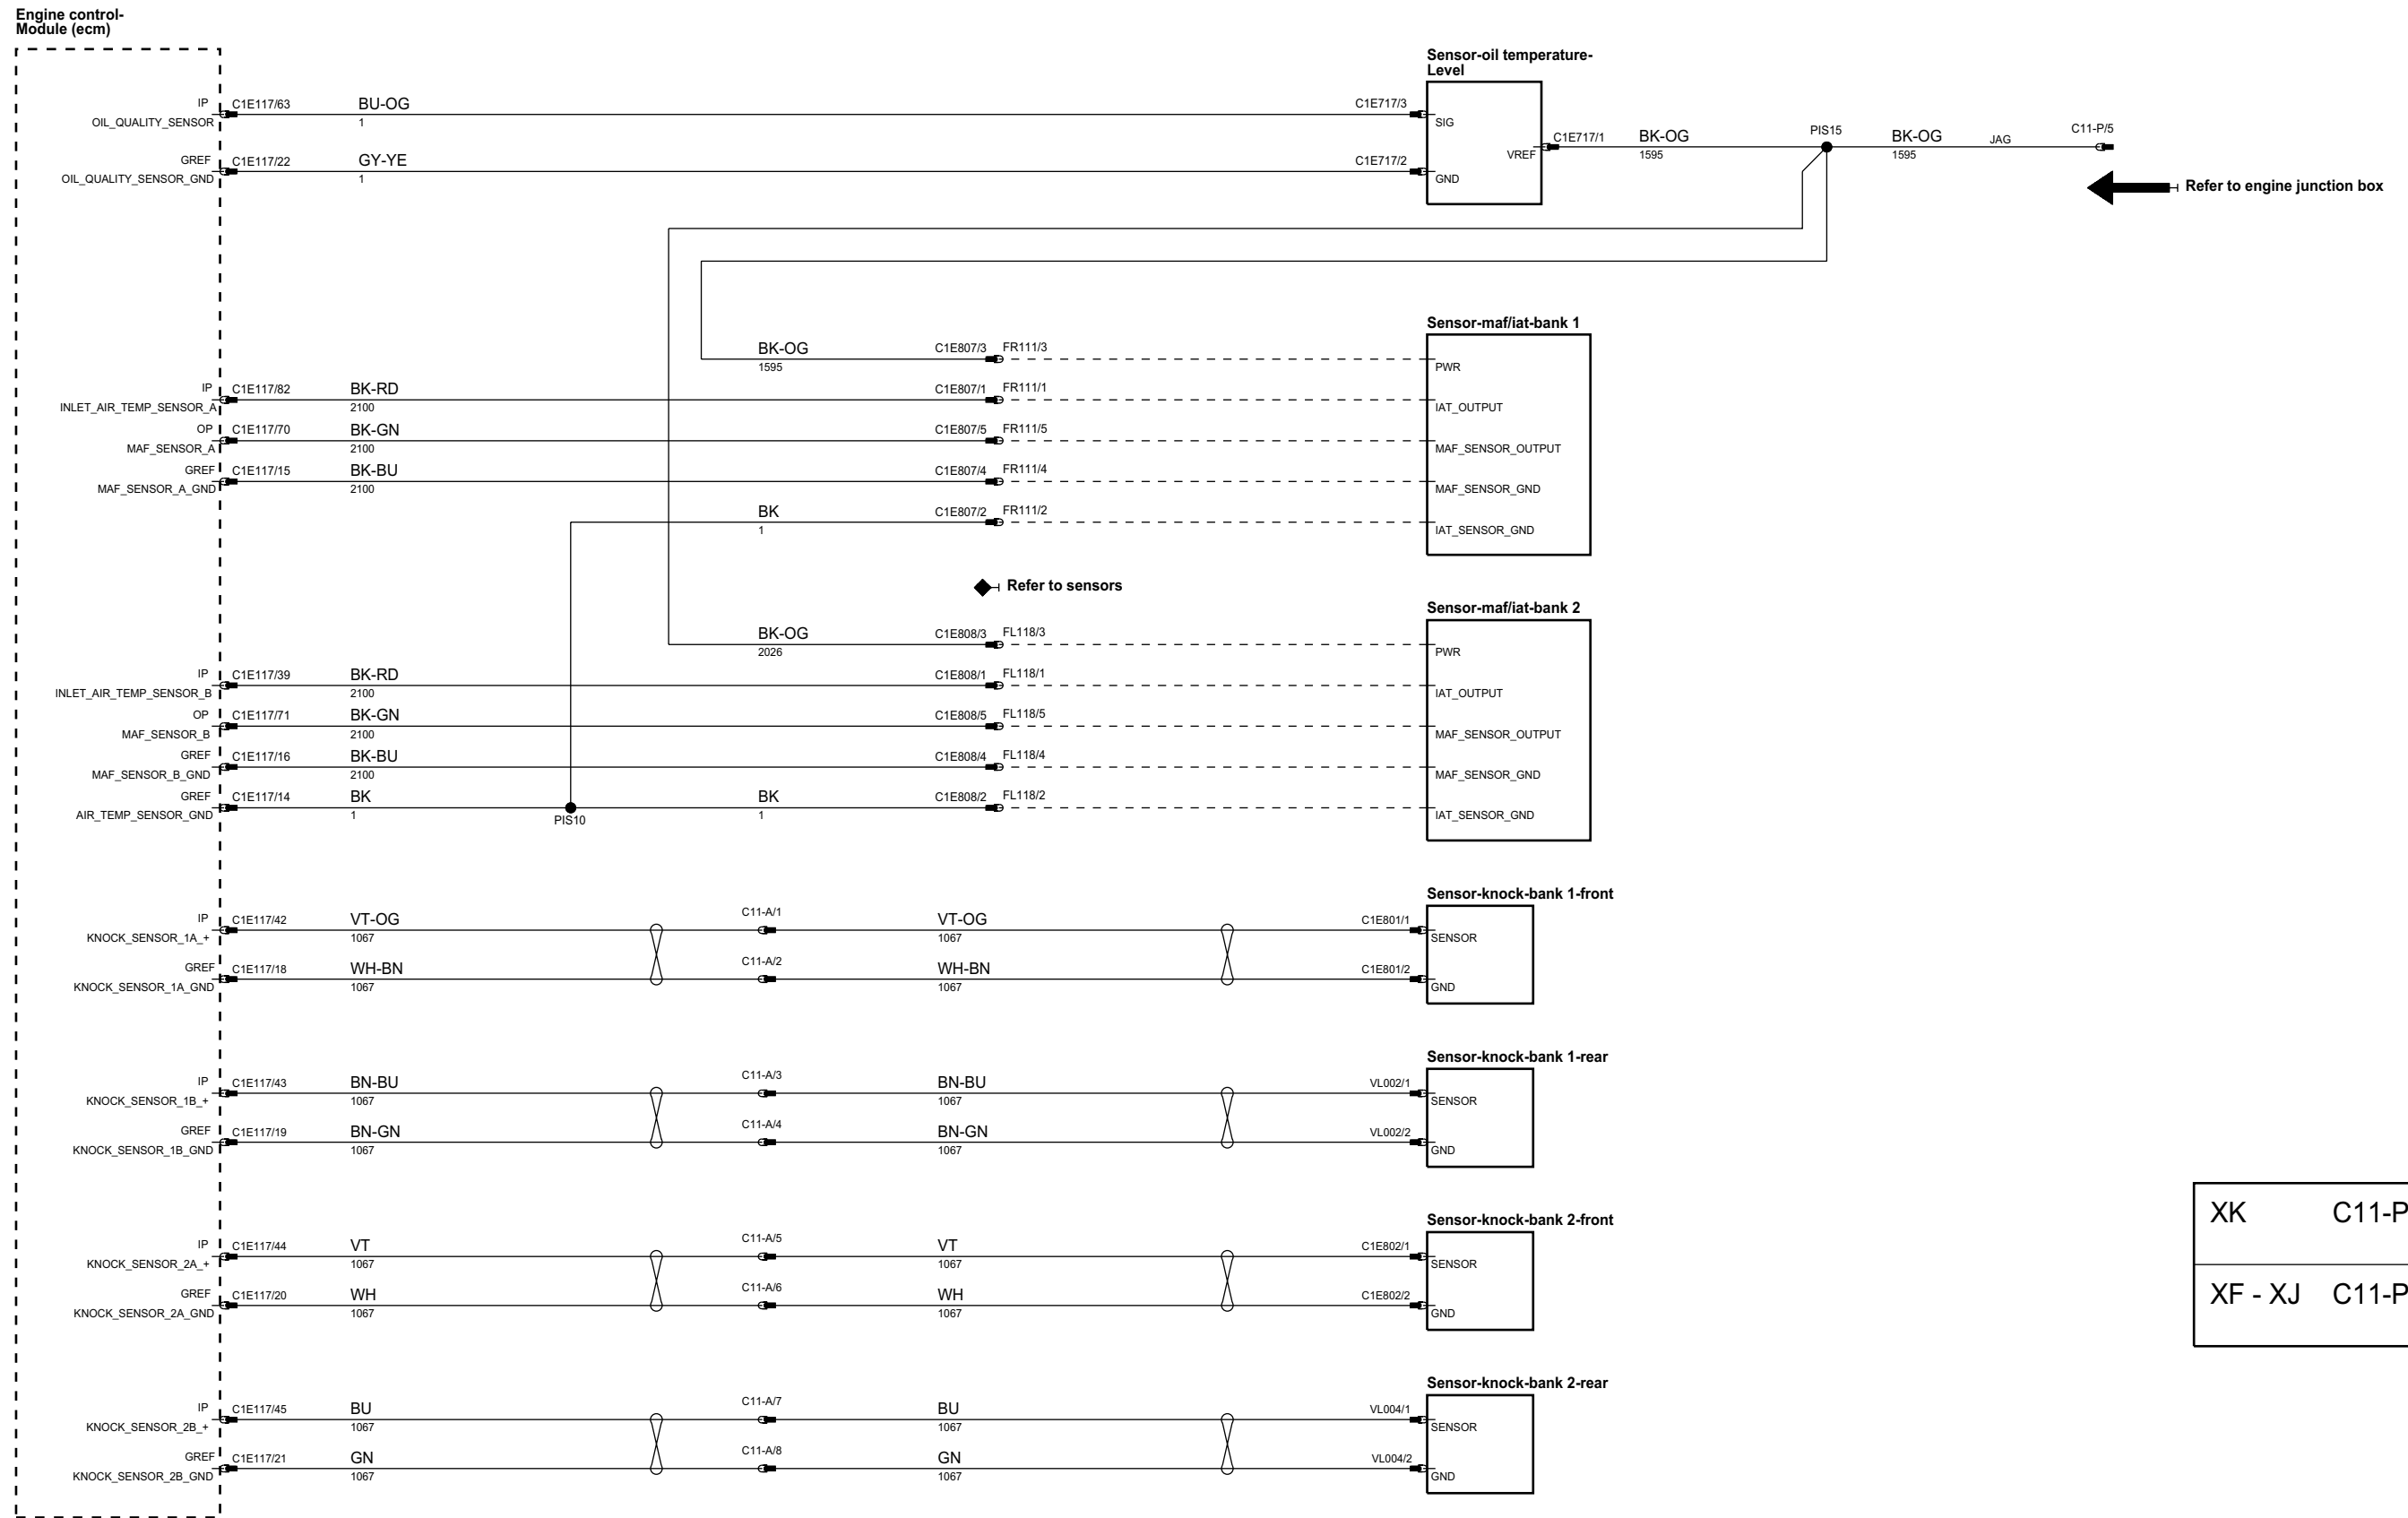 Engine control-
Module (ecm)
Sensor-oil temperature-
Level
IP C1E117/63 BU-OG C1E717/3
OIL_QUALITY_SENSOR 1 SIG
C1E717/1 BK-OG PIS15 BK-OG JAG C11-P/5
VREF 1595 1595
GREF C1E117/22 GY-YE C1E717/2
OIL_QUALITY_SENSOR_GND 1 GND
Refer to engine junction box
Sensor-maf/iat-bank 1
BK-OG C1E807/3 FR111/3
1595 PWR
IP C1E117/82 BK-RD C1E807/1 FR111/1
INLET_AIR_TEMP_SENSOR_A 2100 IAT_OUTPUT
OP C1E117/70 BK-GN C1E807/5 FR111/5
MAF_SENSOR_A 2100 MAF_SENSOR_OUTPUT
GREF C1E117/15 BK-BU C1E807/4 FR111/4
MAF_SENSOR_A_GND 2100 MAF_SENSOR_GND
BK C1E807/2 FR111/2
1 IAT_SENSOR_GND
Refer to sensors
Sensor-maf/iat-bank 2
BK-OG C1E808/3 FL118/3
2026 PWR
IP C1E117/39 BK-RD C1E808/1 FL118/1
INLET_AIR_TEMP_SENSOR_B 2100 IAT_OUTPUT
OP C1E117/71 BK-GN C1E808/5 FL118/5
MAF_SENSOR_B 2100 MAF_SENSOR_OUTPUT
GREF C1E117/16 BK-BU C1E808/4 FL118/4
MAF_SENSOR_B_GND 2100 MAF_SENSOR_GND
GREF C1E117/14 BK BK C1E808/2 FL118/2
AIR_TEMP_SENSOR_GND 1 PIS10 1 IAT_SENSOR_GND
Sensor-knock-bank 1-front
IP C1E117/42 VT-OG C11-A/1 VT-OG C1E801/1
KNOCK_SENSOR_1A_+ 1067 1067 SENSOR
GREF C1E117/18 WH-BN C11-A/2 WH-BN C1E801/2
KNOCK_SENSOR_1A_GND 1067 1067 GND
Sensor-knock-bank 1-rear
IP C1E117/43 BN-BU C11-A/3 BN-BU VL002/1
KNOCK_SENSOR_1B_+ 1067 1067 SENSOR
GREF C1E117/19 BN-GN C11-A/4 BN-GN VL002/2
KNOCK_SENSOR_1B_GND 1067 1067 GND
XK C11-P
Sensor-knock-bank 2-front
IP C1E117/44 VT C11-A/5 VT C1E802/1
KNOCK_SENSOR_2A_+ 1067 1067 SENSOR
XF - XJ C11-P
GREF C1E117/20 WH C11-A/6 WH C1E802/2
KNOCK_SENSOR_2A_GND 1067 1067 GND
Sensor-knock-bank 2-rear
IP C1E117/45 BU C11-A/7 BU VL004/1
KNOCK_SENSOR_2B_+ 1067 1067 SENSOR
GREF C1E117/21 GN C11-A/8 GN VL004/2
KNOCK_SENSOR_2B_GND 1067 1067 GND